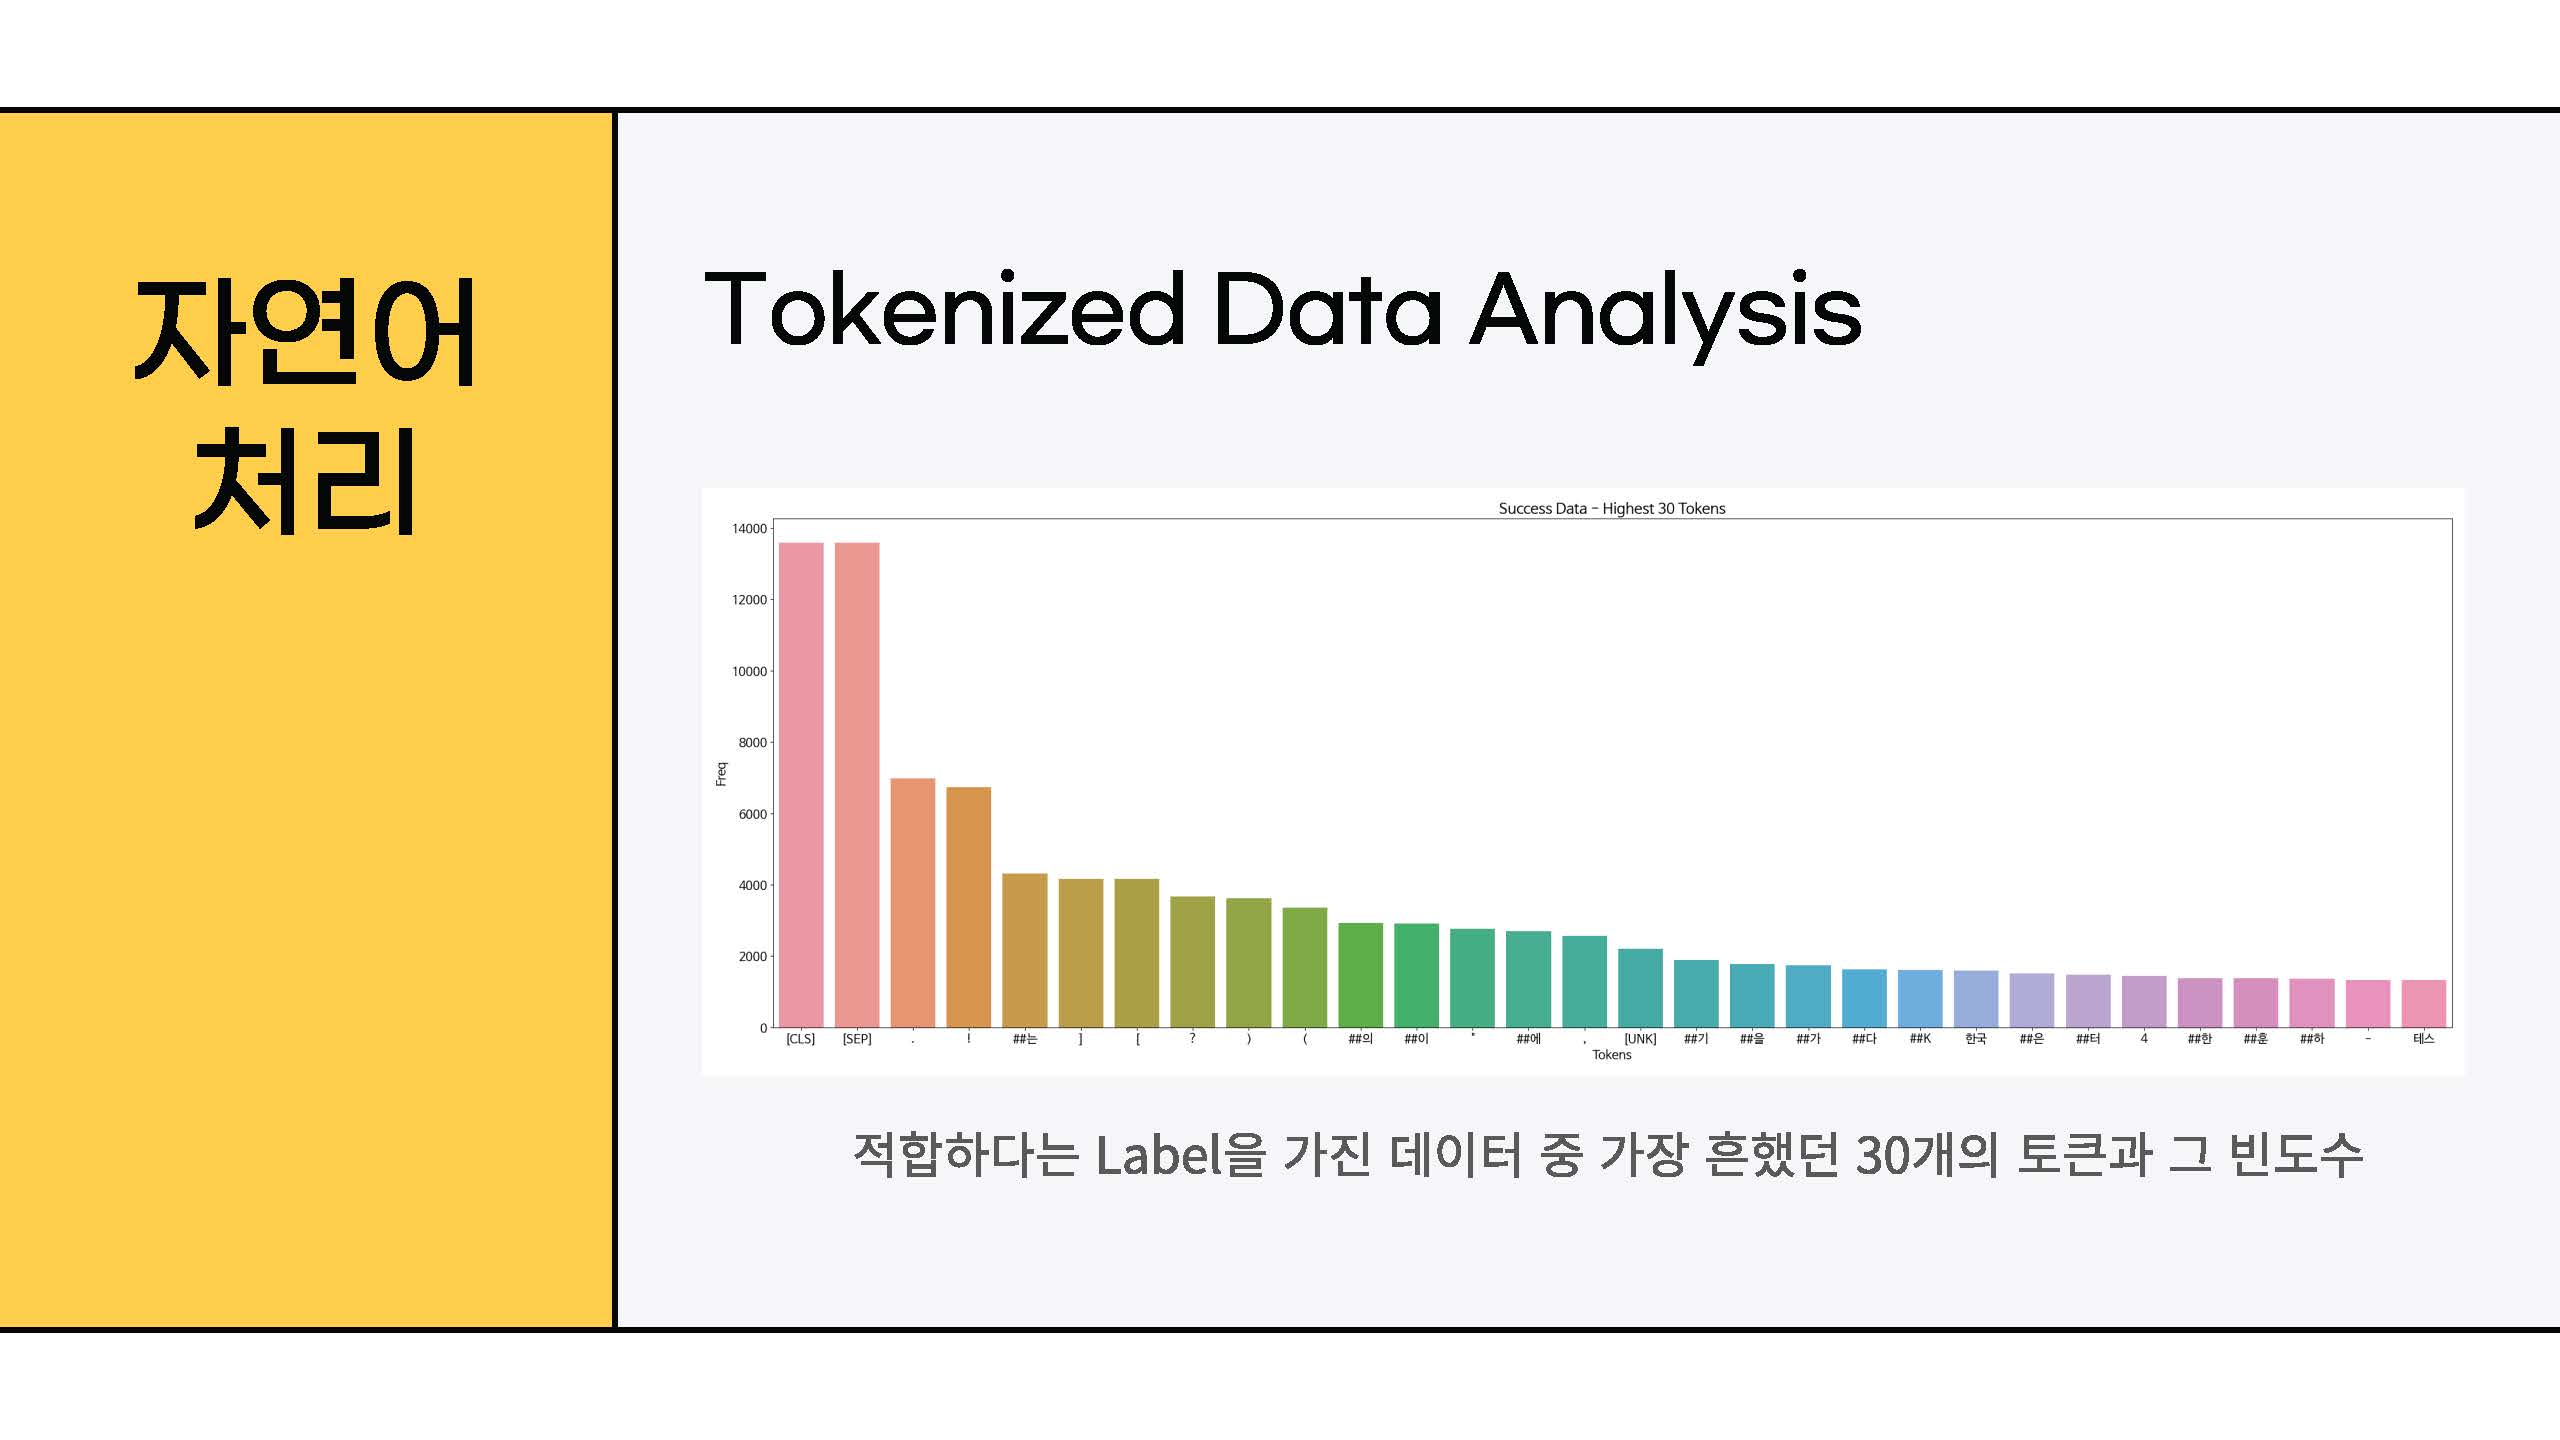 자연어
처리
Tokenized Data Analysis
Success Data - Highest 30 Tokens
14000
12000
10000
8000
6000
4000
2000
0
Freq
[CLS] [SEP] . ! ##는 ] [ ? ) ( ##의 ##이 " ##에 , [UNK] ##기 ##을 ##가 ##다 ##K 한국 ##은 ##터 4 ##한 ##훈 ##하 - 테스
Tokens
적합하다는 Label을 가진 데이터 중 가장 흔했던 30개의 토큰과 그 빈도수